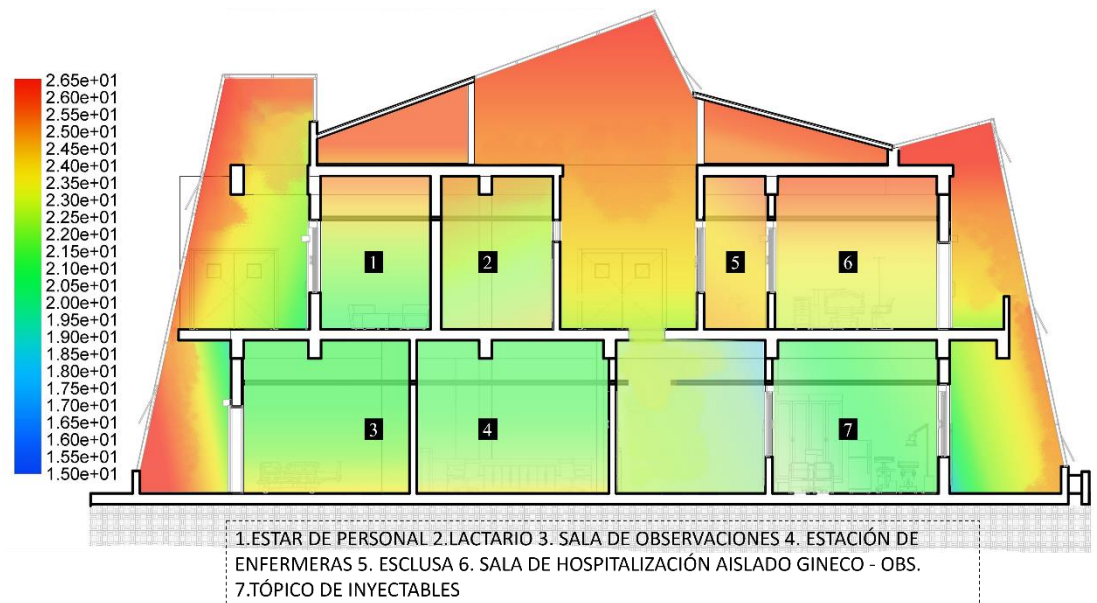 2.65e+01
2.60e+01
2.55e+01
2.50e+01
2.45e+01
2.40e+01
2.35e+01
2.30e+01
2.25e+01
2.20e+01
2.15e+01
2.10e+01
2.05e+01
2.00e+01
1.95e+01
1.90e+01
1.85e+01
1.80e+01
1.75e+01
1.70e+01
1.65e+01
1.60e+01
1.55e+01
1.50e+01
1
2
5
6
3
4
7
1.ESTAR DE PERSONAL 2.LACTARIO 3. SALA DE OBSERVACIONES 4. ESTACIÓN DE
ENFERMERAS 5. ESCLUSA 6. SALA DE HOSPITALIZACIÓN AISLADO GINECO - OBS.
7.TÓPICO DE INYECTABLES